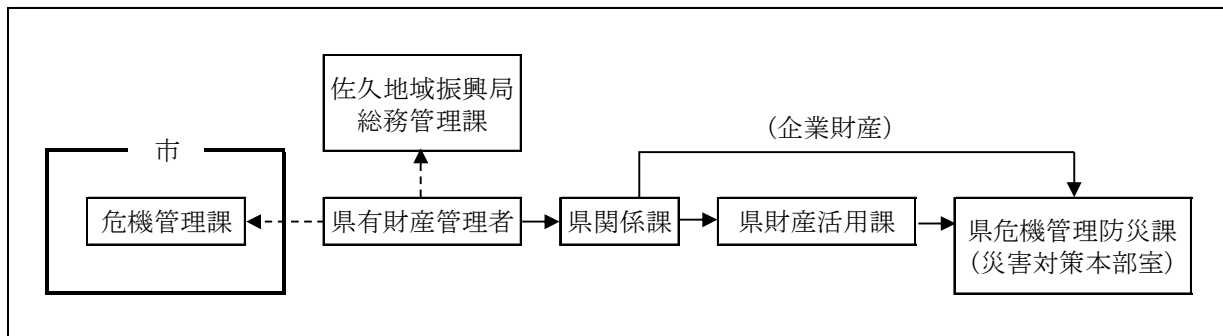 佐久地域振興局
総務管理課
(企業財産)
市
危機管理課
県有財産管理者
県関係課
県財産活用課
県危機管理防災課
(災害対策本部室)